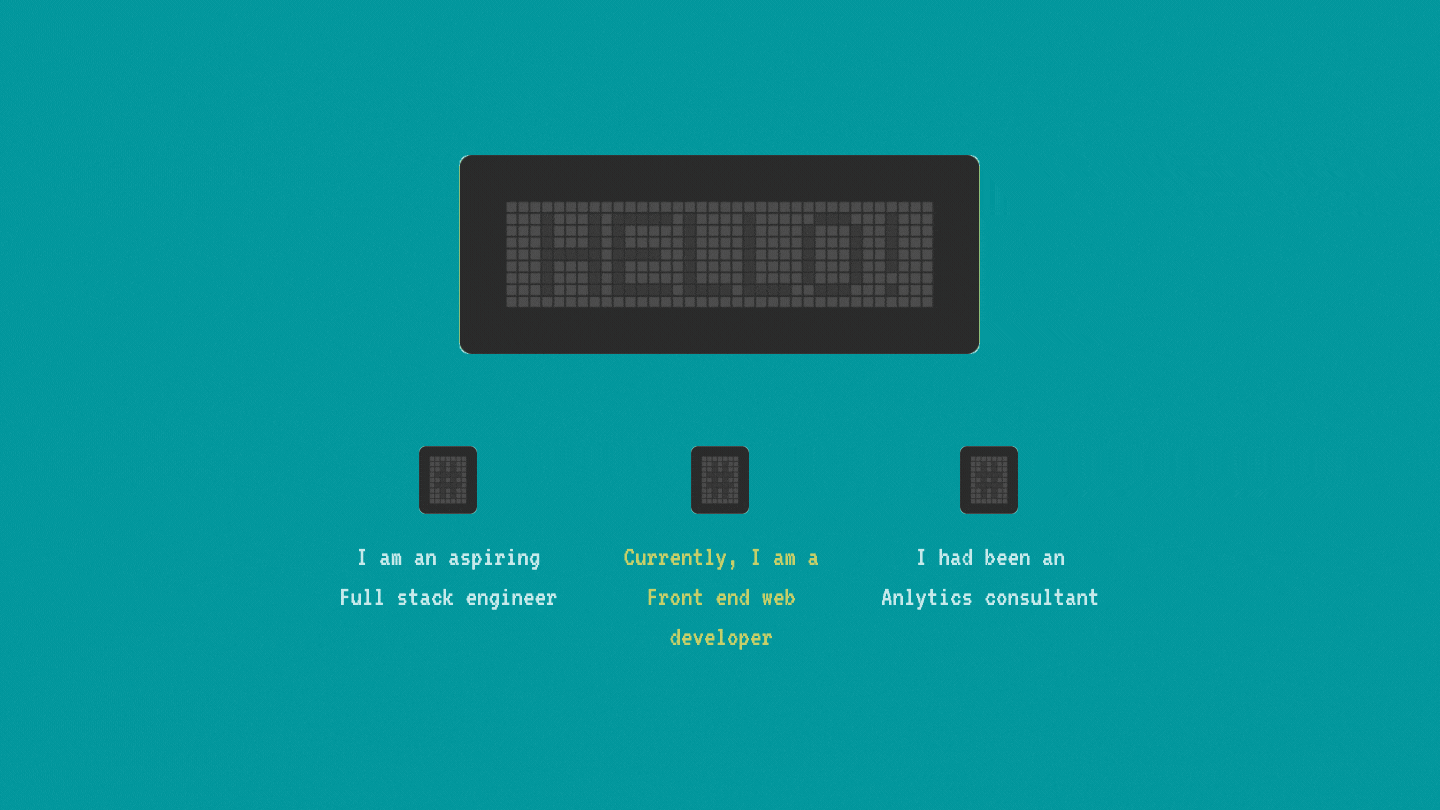 HELLO!
I am an aspiring
Full stack engineer
Currently, I am a
Front end web
developer
I had been an
Anlytics consultant